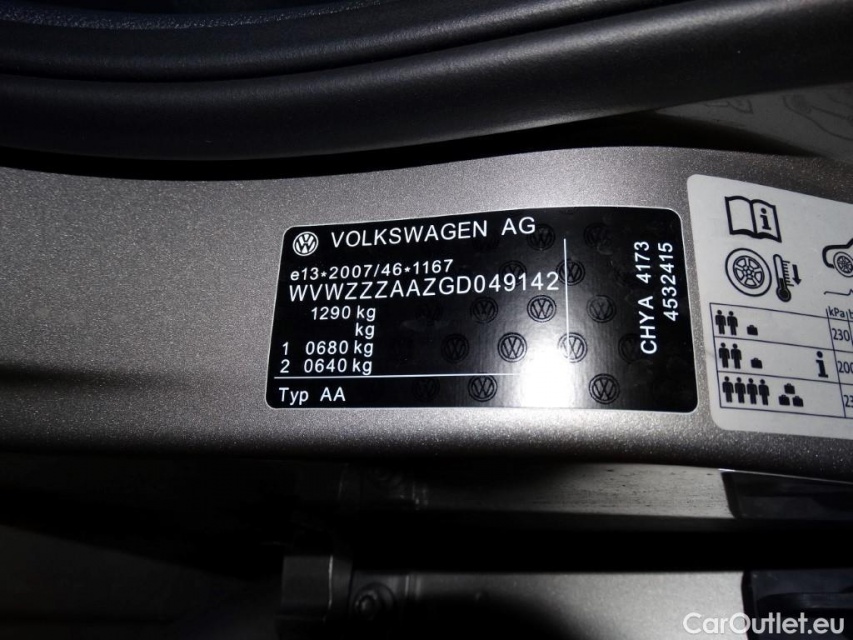 VOLKSWAGEN AG
e13*2007/46*1167
WVWZZZAAZGD049142
1290 kg
kg
1 0680 kg
2 0640 kg
Typ AA
CHYA 4173
4532415
i
kPa/b
230
i 200
23
CarOutlet.eu